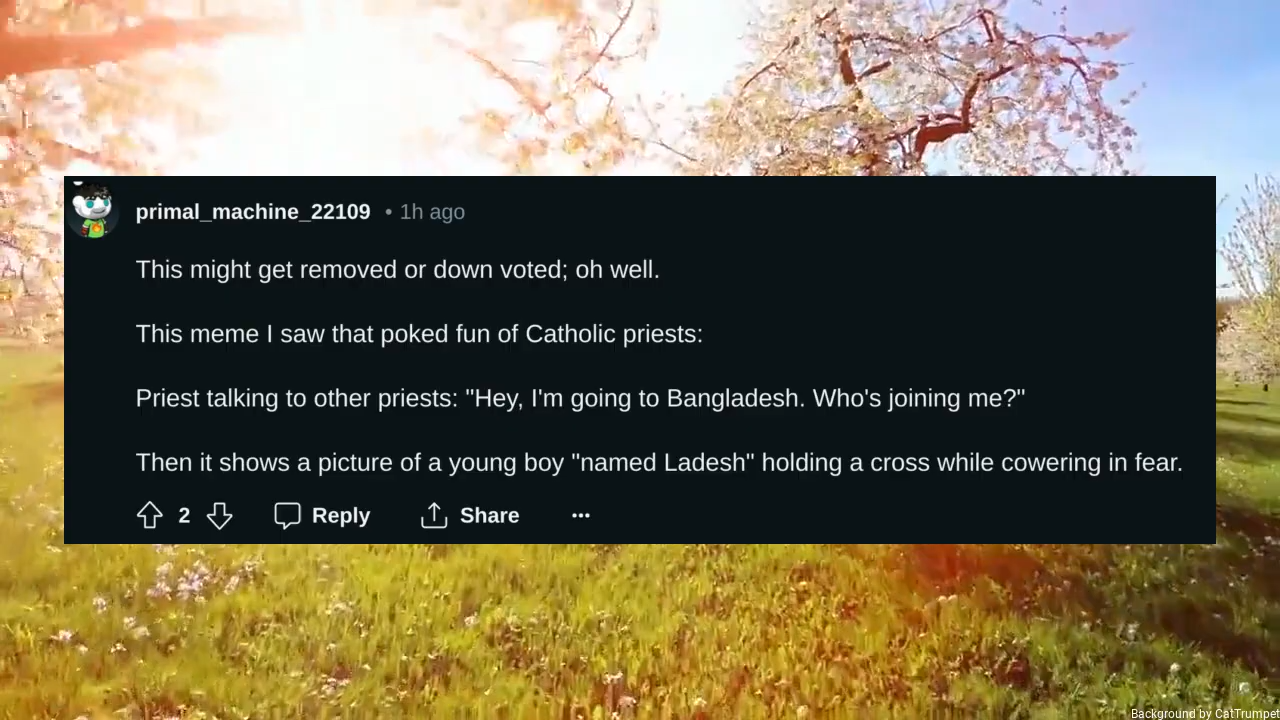 primal_machine_22109 • 1h ago
This might get removed or down voted; oh well.
This meme I saw that poked fun of Catholic priests:
Priest talking to other priests: "Hey, I'm going to Bangladesh. Who's joining me?"
Then it shows a picture of a young boy "named Ladesh" holding a cross while cowering in fear.
2 Reply Share ···
Background by CatTrumpet